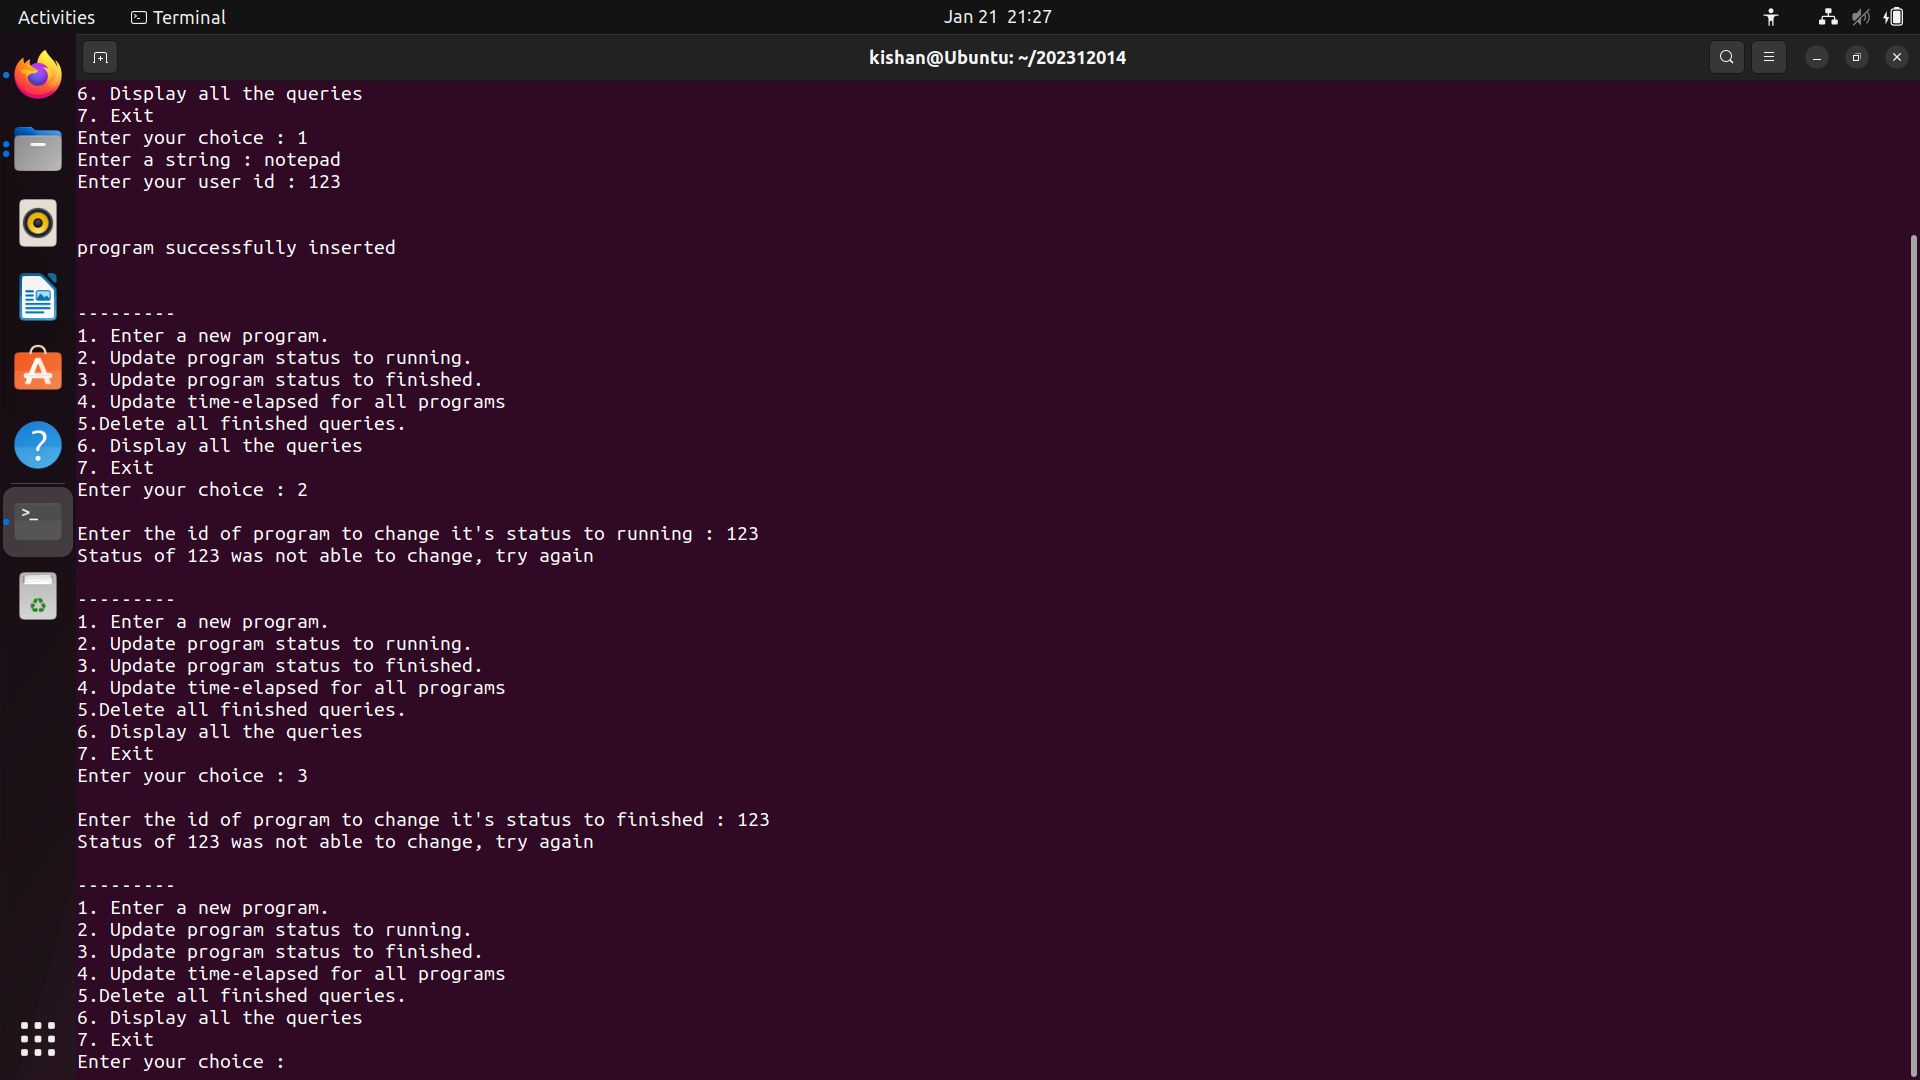 Activities
Terminal
Jan 21 21:27
kishan@Ubuntu: ~/202312014
6. Display all the queries
7. Exit
Enter your choice : 1
Enter a string : notepad
Enter your user id : 123
program successfully inserted
---------
1. Enter a new program.
2. Update program status to running.
3. Update program status to finished.
4. Update time-elapsed for all programs
5.Delete all finished queries.
6. Display all the queries
7. Exit
Enter your choice : 2
Enter the id of program to change it's status to running : 123
Status of 123 was not able to change, try again
---------
1. Enter a new program.
2. Update program status to running.
3. Update program status to finished.
4. Update time-elapsed for all programs
5.Delete all finished queries.
6. Display all the queries
7. Exit
Enter your choice : 3
Enter the id of program to change it's status to finished : 123
Status of 123 was not able to change, try again
---------
1. Enter a new program.
2. Update program status to running.
3. Update program status to finished.
4. Update time-elapsed for all programs
5.Delete all finished queries.
6. Display all the queries
7. Exit
Enter your choice :